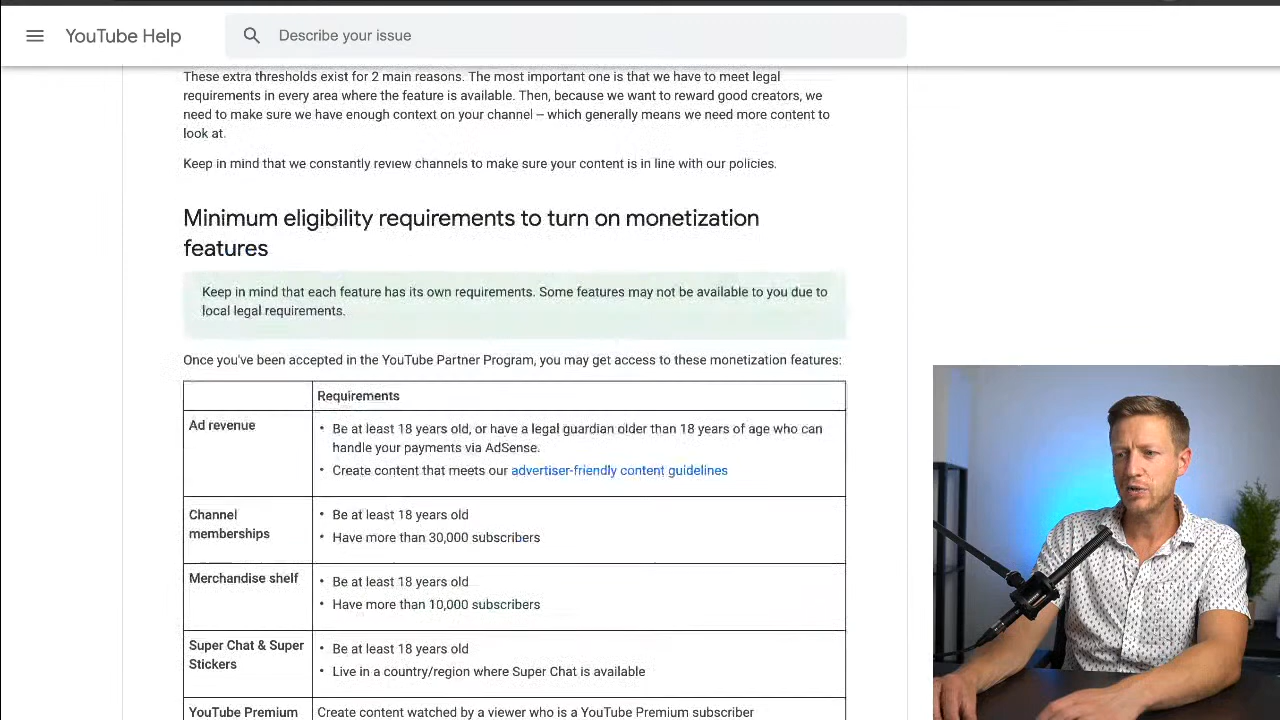 YouTube Help
Describe your issue
These extra thresholds exist for 2 main reasons. The most important one is that we have to meet legal
requirements in every area where the feature is available. Then, because we want to reward good creators, we
need to make sure we have enough context on your channel – which generally means we need more content to
look at.
Keep in mind that we constantly review channels to make sure your content is in line with our policies.
Minimum eligibility requirements to turn on monetization
features
Keep in mind that each feature has its own requirements. Some features may not be available to you due to
local legal requirements.
Once you've been accepted in the YouTube Partner Program, you may get access to these monetization features:
Requirements
Ad revenue
• Be at least 18 years old, or have a legal guardian older than 18 years of age who can
handle your payments via AdSense.
• Create content that meets our advertiser-friendly content guidelines
Channel
memberships
• Be at least 18 years old
• Have more than 30,000 subscribers
Merchandise shelf
• Be at least 18 years old
• Have more than 10,000 subscribers
Super Chat & Super
Stickers
• Be at least 18 years old
• Live in a country/region where Super Chat is available
YouTube Premium
Create content watched by a viewer who is a YouTube Premium subscriber